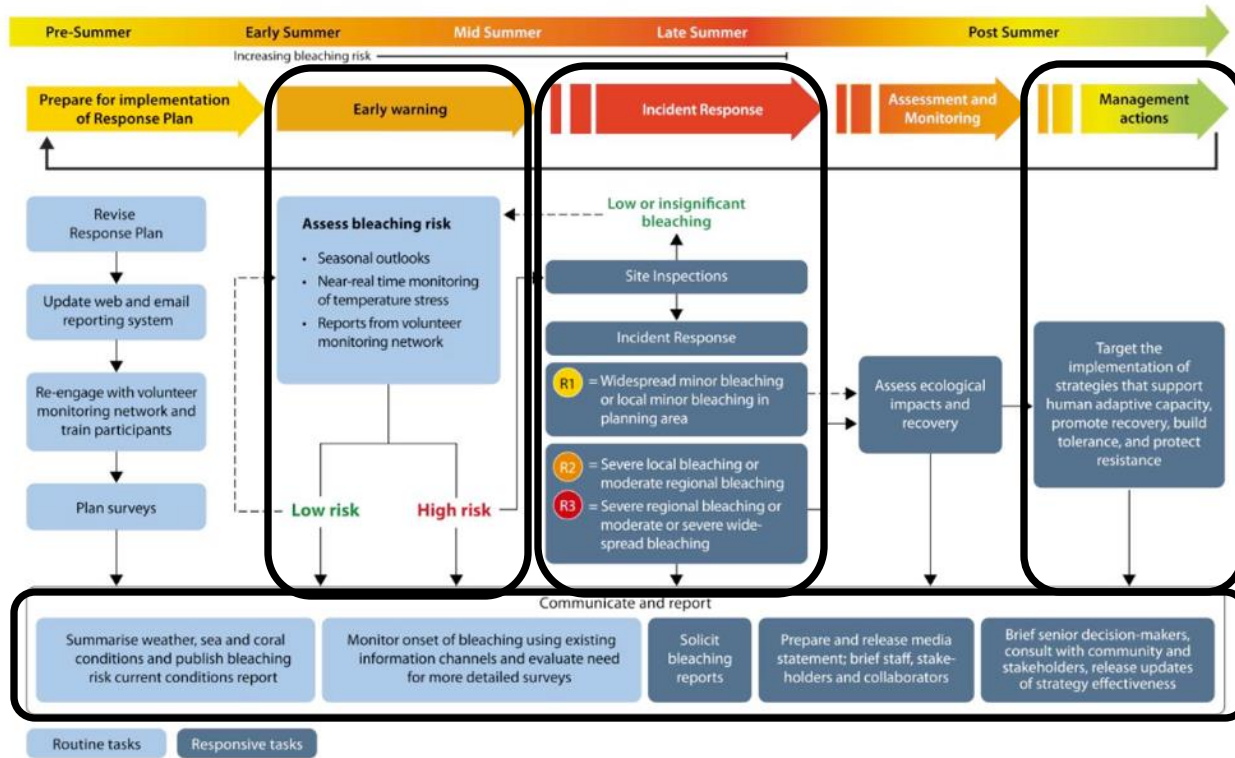 Pre-Summer
Early Summer
Mid Summer
Late Summer
Post Summer
Increasing bleaching risk
Prepare for implementation
of Response Plan
Early warning
Incident Response
Assessment and
Monitoring
Management
actions
Revise
Response Plan
Update web and email
reporting system
Re-engage with volunteer
monitoring network and
train participants
Plan surveys
Assess bleaching risk
• Seasonal outlooks
• Near-real time monitoring
of temperature stress
• Reports from volunteer
monitoring network
Low risk
High risk
Low or insignificant
bleaching
Site Inspections
Incident Response
R1 = Widespread minor bleaching
or local minor bleaching in
planning area
R2 = Severe local bleaching or
moderate regional bleaching
R3 = Severe regional bleaching or
moderate or severe wide-
spread bleaching
Assess ecological
impacts and
recovery
Target the
implementation of
strategies that support
human adaptive capacity,
promote recovery, build
tolerance, and protect
resistance
Communicate and report
Summarise weather, sea and coral
conditions and publish bleaching
risk current conditions report
Monitor onset of bleaching using existing
information channels and evaluate need
for more detailed surveys
Solicit
bleaching
reports
Prepare and release media
statement; brief staff, stake-
holders and collaborators
Brief senior decision-makers,
consult with community and
stakeholders, release updates
of strategy effectiveness
Routine tasks
Responsive tasks